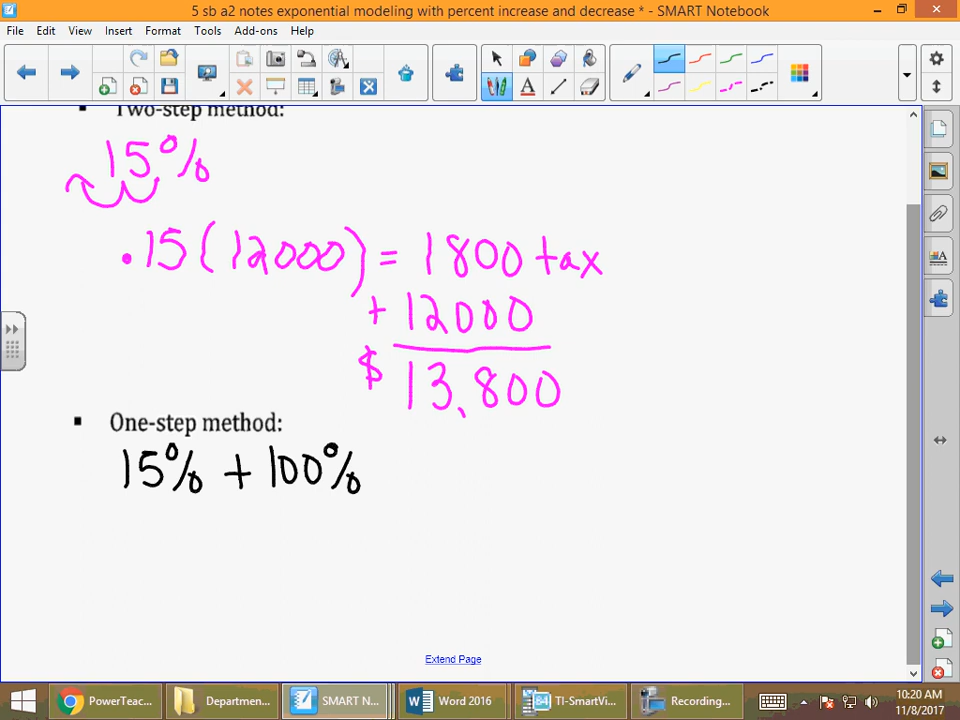 5 sb a2 notes exponential modeling with percent increase and decrease * - SMART Notebook
File Edit View Insert Format Tools Add-ons Help
Two-step method:
15%
.15(12000) = 1800 tax
+ 12000
$ 13,800
▪ One-step method:
15% + 100%
Extend Page
PowerTeac... Departmen... SMART N... Word 2016 84 TI-SmartVi... Recording...
10:20 AM
11/8/2017